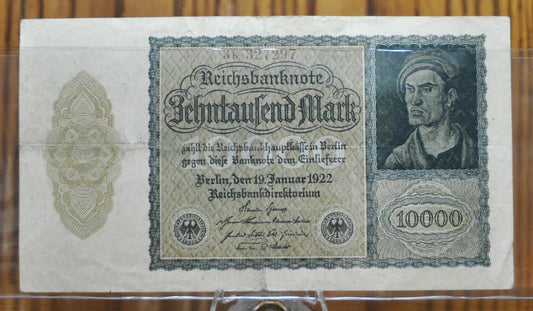 3K·327297
Reichsbanknote
Zehntausend Mark
zahlt die Reichsbankhauptkasse in Berlin
gegen diese Banknote dem Einlieferer
Berlin, den 19. Januar 1922
Reichsbankdirektorium
10000